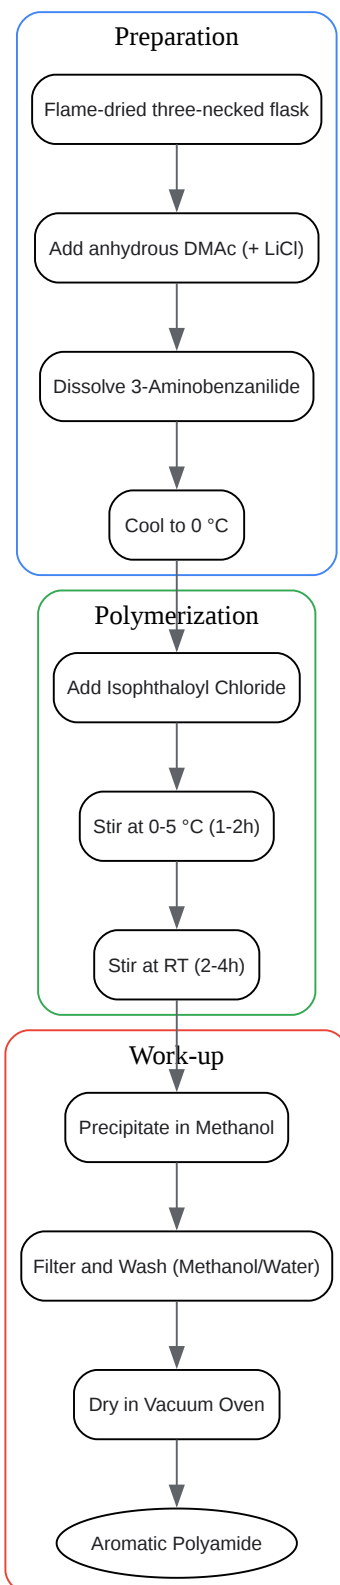 Preparation
Flame-dried three-necked flask
Add anhydrous DMAc (+ LiCl)
Dissolve 3-Aminobenzanilide
Cool to 0 °C
Polymerization
Add Isophthaloyl Chloride
Stir at 0-5 °C (1-2h)
Stir at RT (2-4h)
Work-up
Precipitate in Methanol
Filter and Wash (Methanol/Water)
Dry in Vacuum Oven
Aromatic Polyamide